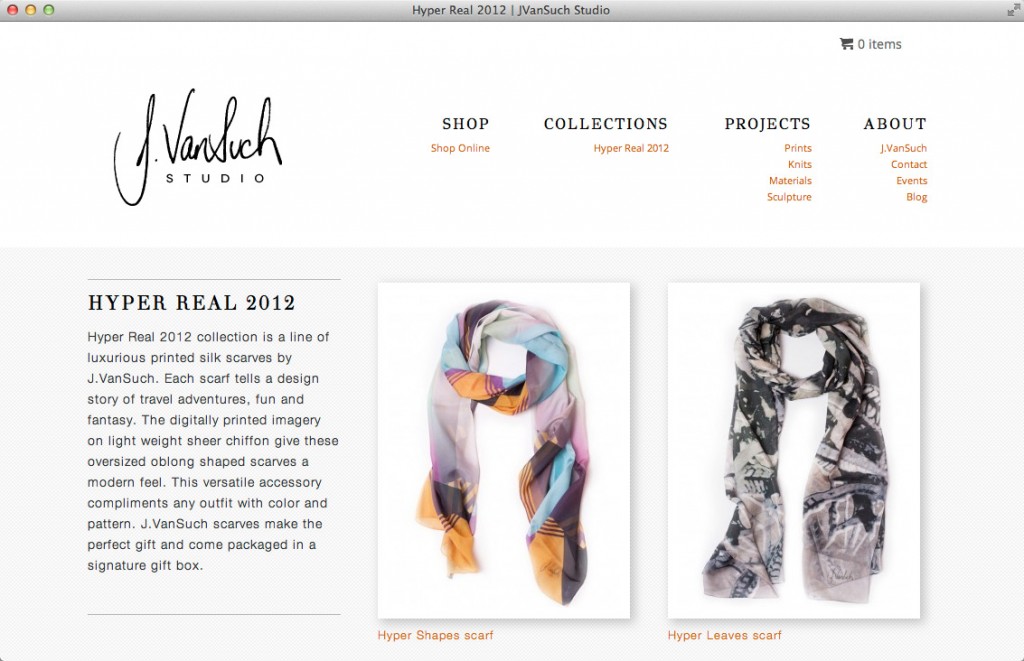 Hyper Real 2012 | JVanSuch Studio
0 items
J.VanSuch
STUDIO
SHOP
Shop Online
COLLECTIONS
Hyper Real 2012
PROJECTS
Prints
Knits
Materials
Sculpture
ABOUT
J.VanSuch
Contact
Events
Blog
HYPER REAL 2012
Hyper Real 2012 collection is a line of
luxurious printed silk scarves by
J.VanSuch. Each scarf tells a design
story of travel adventures, fun and
fantasy. The digitally printed imagery
on light weight sheer chiffon give these
oversized oblong shaped scarves a
modern feel. This versatile accessory
compliments any outfit with color and
pattern. J.VanSuch scarves make the
perfect gift and come packaged in a
signature gift box.
Hyper Shapes scarf
Hyper Leaves scarf